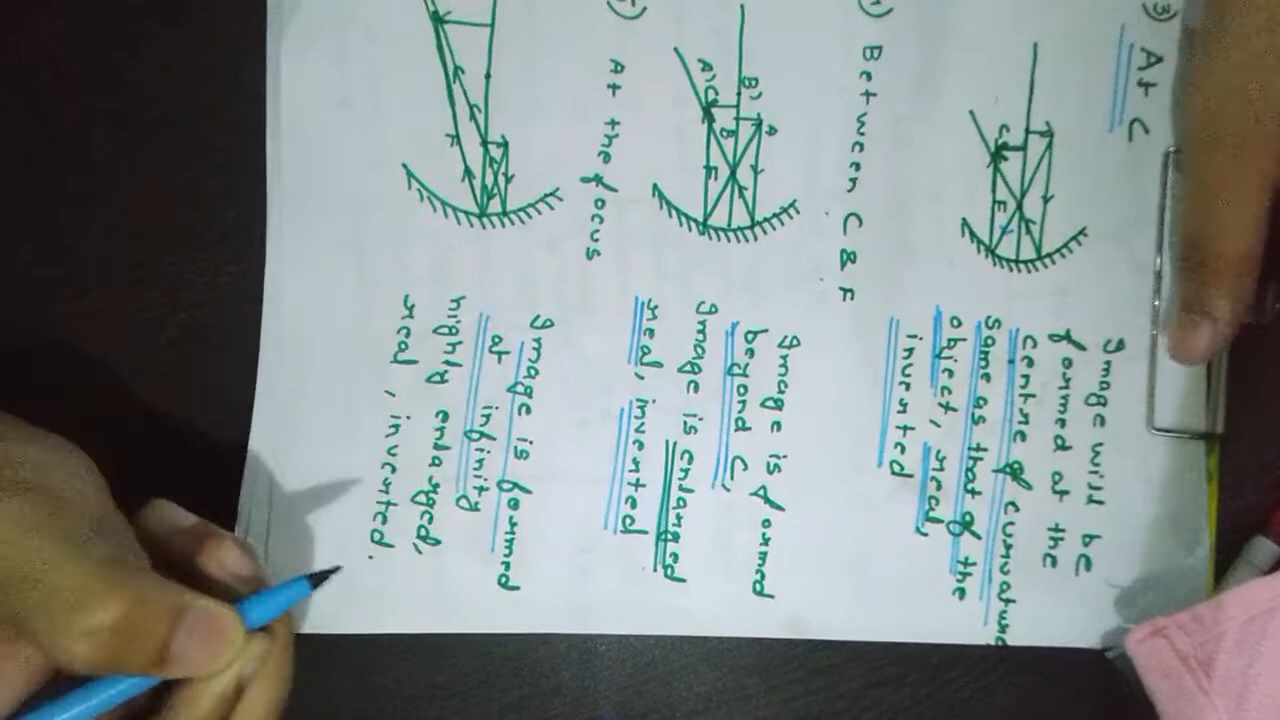 3) At C
Image will be
formed at the
centre of curvature
same as that of the
object, real,
inverted
C
F
4) Between C & F
A
B
B'
A'
C
F
Image is formed
beyond C,
Image is enlarged
real, inverted
5) At the focus
F
Image is formed
at infinity
highly enlarged,
real, inverted.